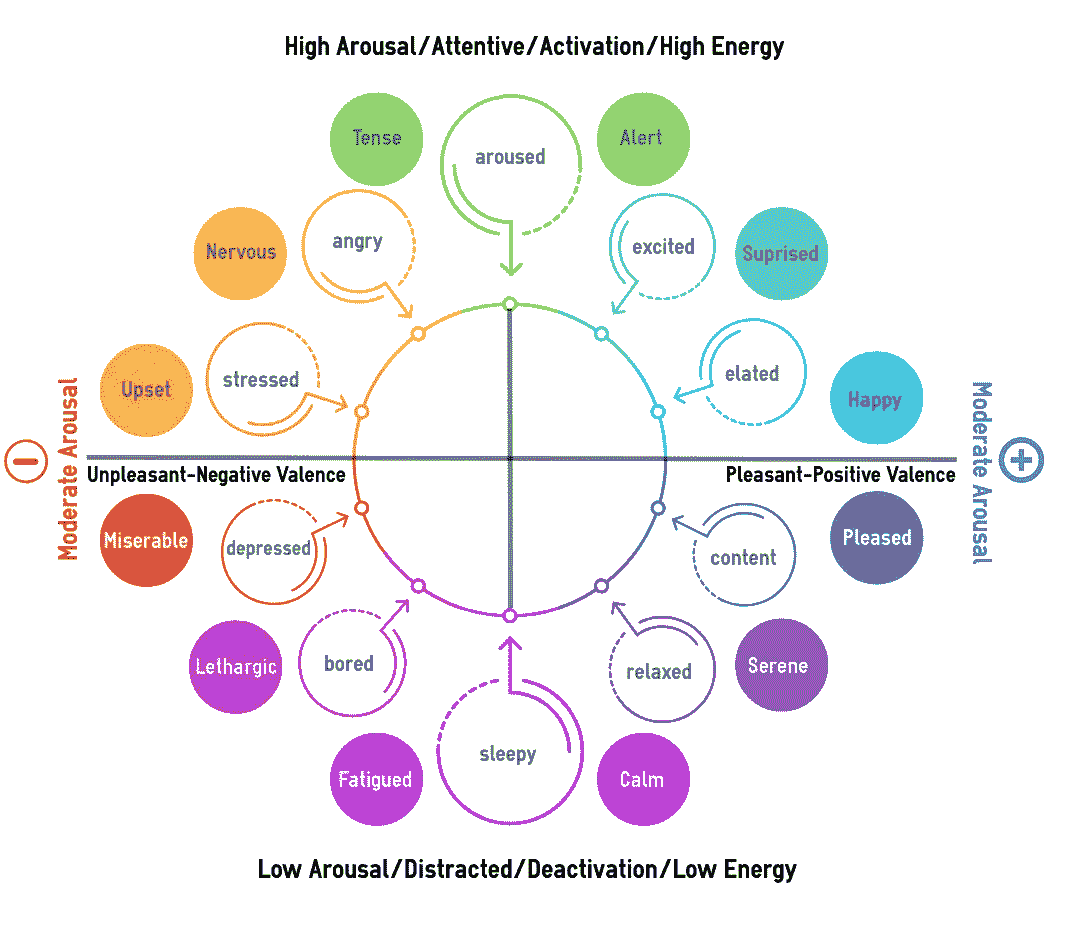 High Arousal/Attentive/Activation/High Energy
Tense
aroused
Alert
angry
excited
Nervous
Suprised
stressed
elated
Upset
Happy
Moderate Arousal
Moderate Arousal
Unpleasant-Negative Valence
Pleasant-Positive Valence
Miserable
depressed
content
Pleased
Lethargic
bored
relaxed
Serene
sleepy
Fatigued
Calm
Low Arousal/Distracted/Deactivation/Low Energy